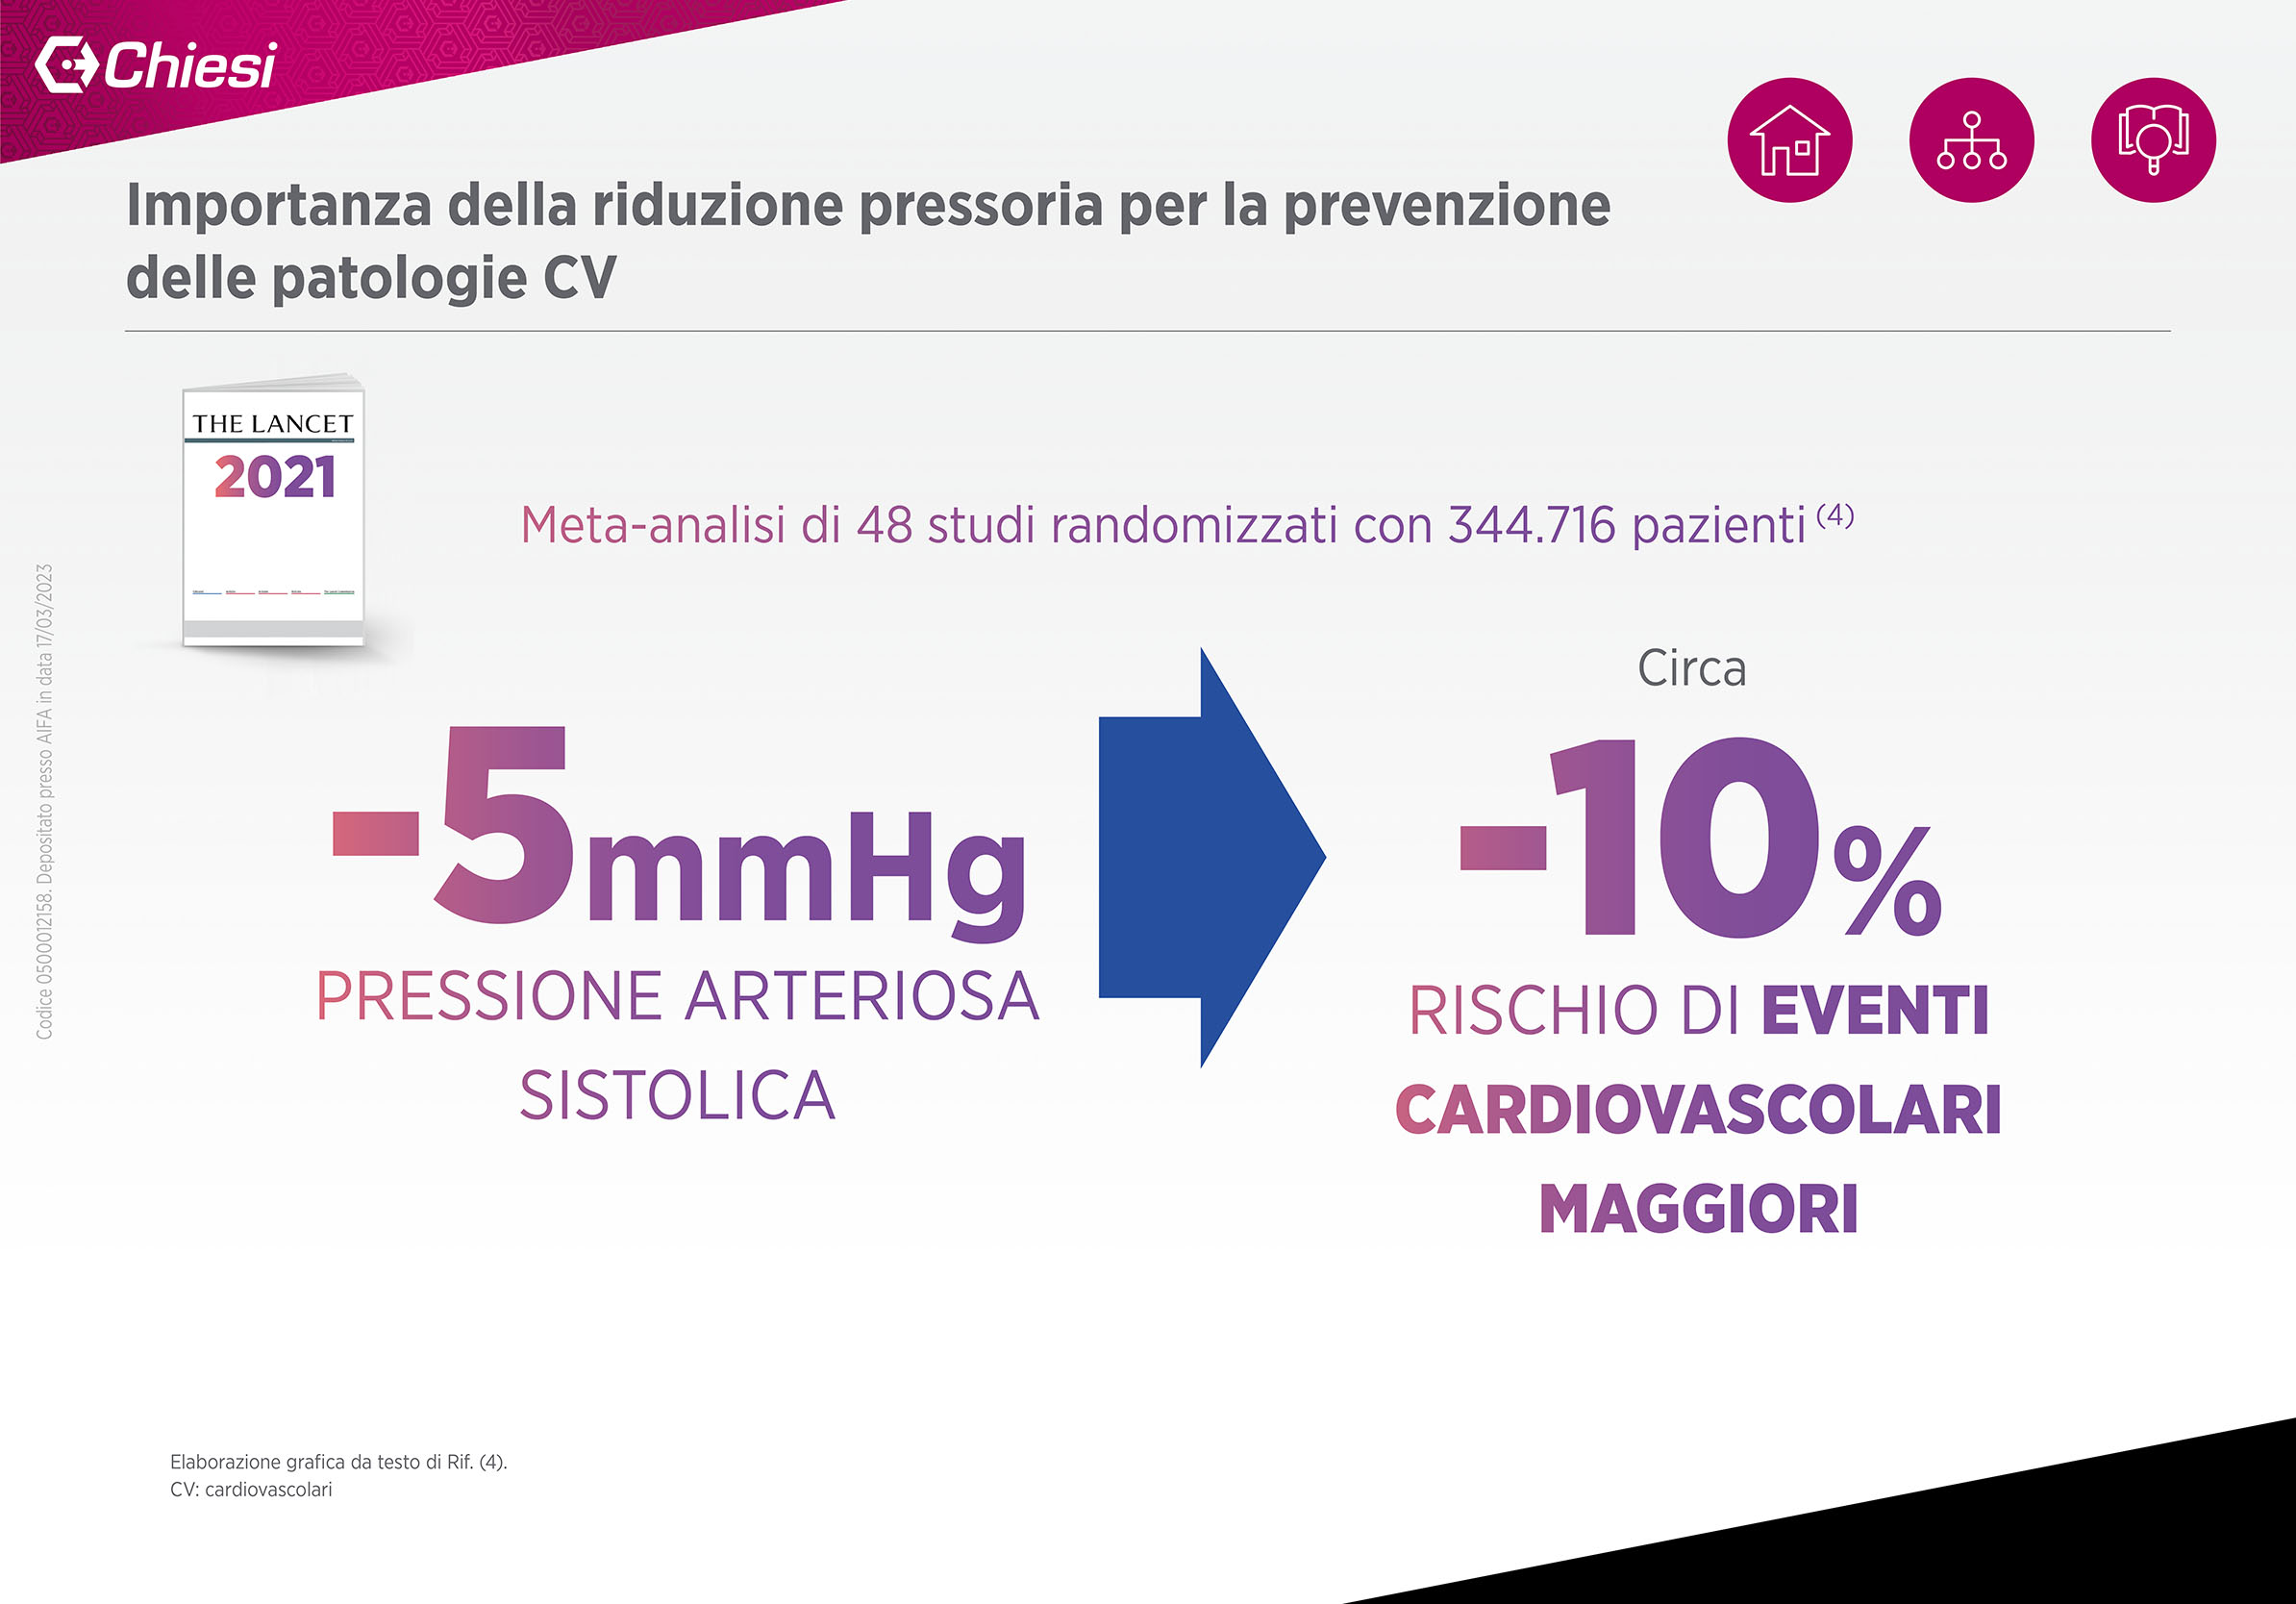 Chiesi
Importanza della riduzione pressoria per la prevenzione
delle patologie CV
THE LANCET
2021
Meta-analisi di 48 studi randomizzati con 344.716 pazienti (4)
-5mmHg
PRESSIONE ARTERIOSA
SISTOLICA
Circa
-10%
RISCHIO DI EVENTI
CARDIOVASCOLARI
MAGGIORI
Codice 0500012158. Depositato presso AIFA in data 17/03/2023
Elaborazione grafica da testo di Rif. (4).
CV: cardiovascolari